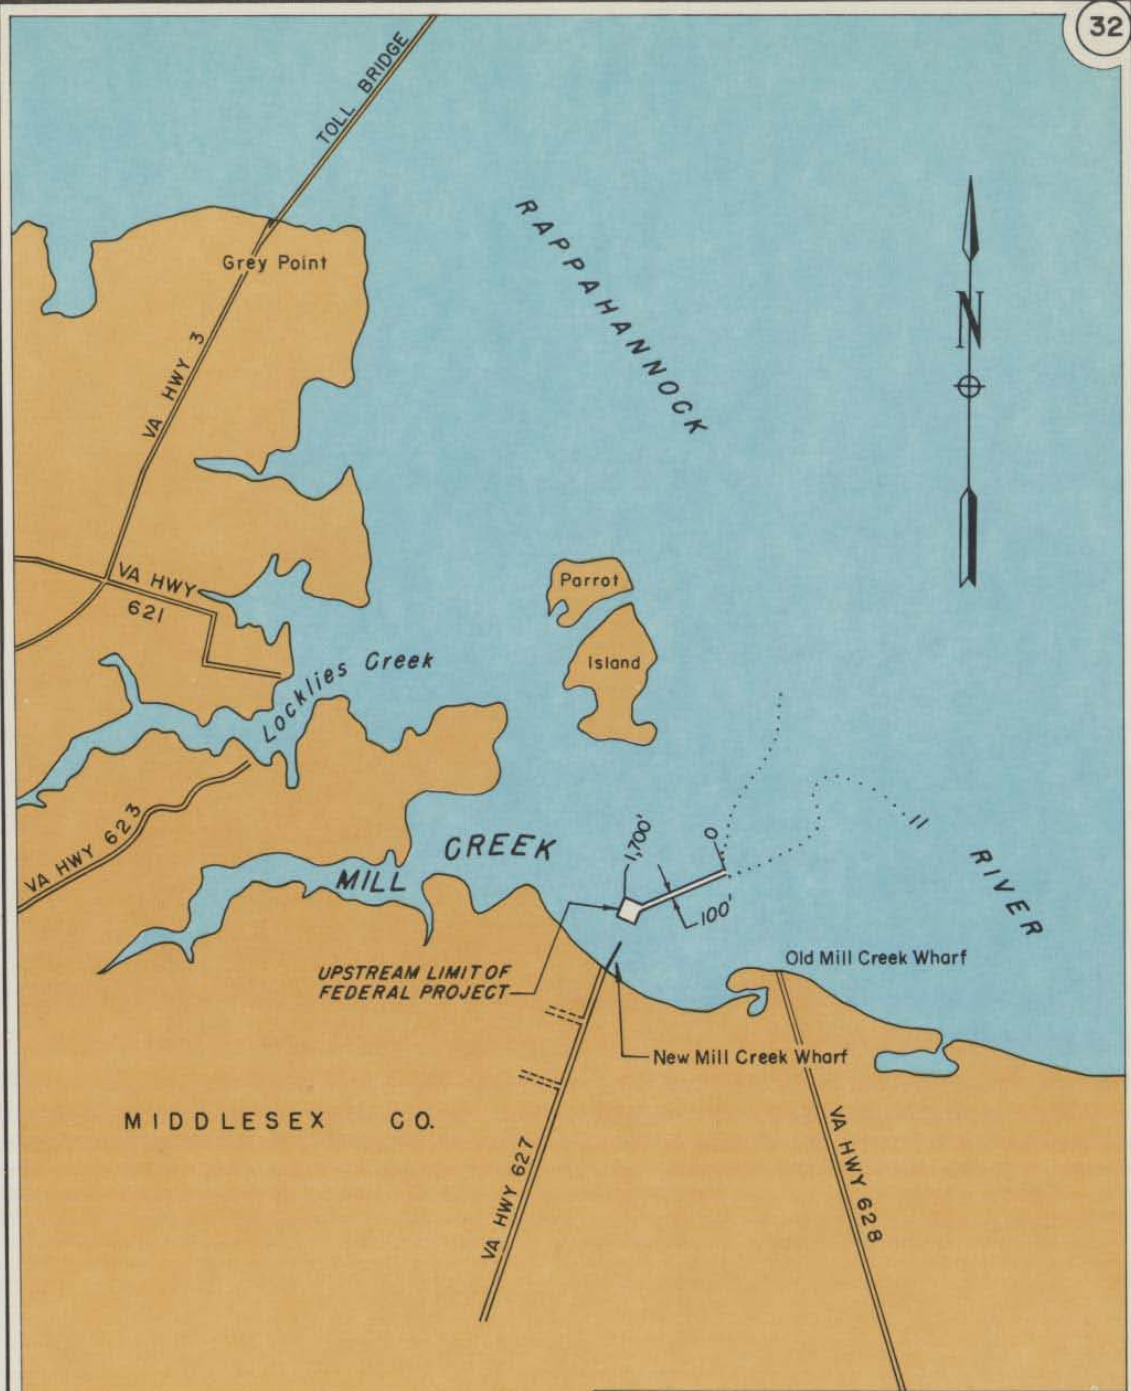 32
TOLL BRIDGE
RAPPAHANNOCK
Grey Point
N
VA HWY 3
VA HWY
621
Parrot
Island
Locklies Creek
VA HWY 623
CREEK
MILL
1,700'
0
100'
11
RIVER
UPSTREAM LIMIT OF
FEDERAL PROJECT
Old Mill Creek Wharf
New Mill Creek Wharf
MIDDLESEX CO.
VA HWY 627
VA HWY 628